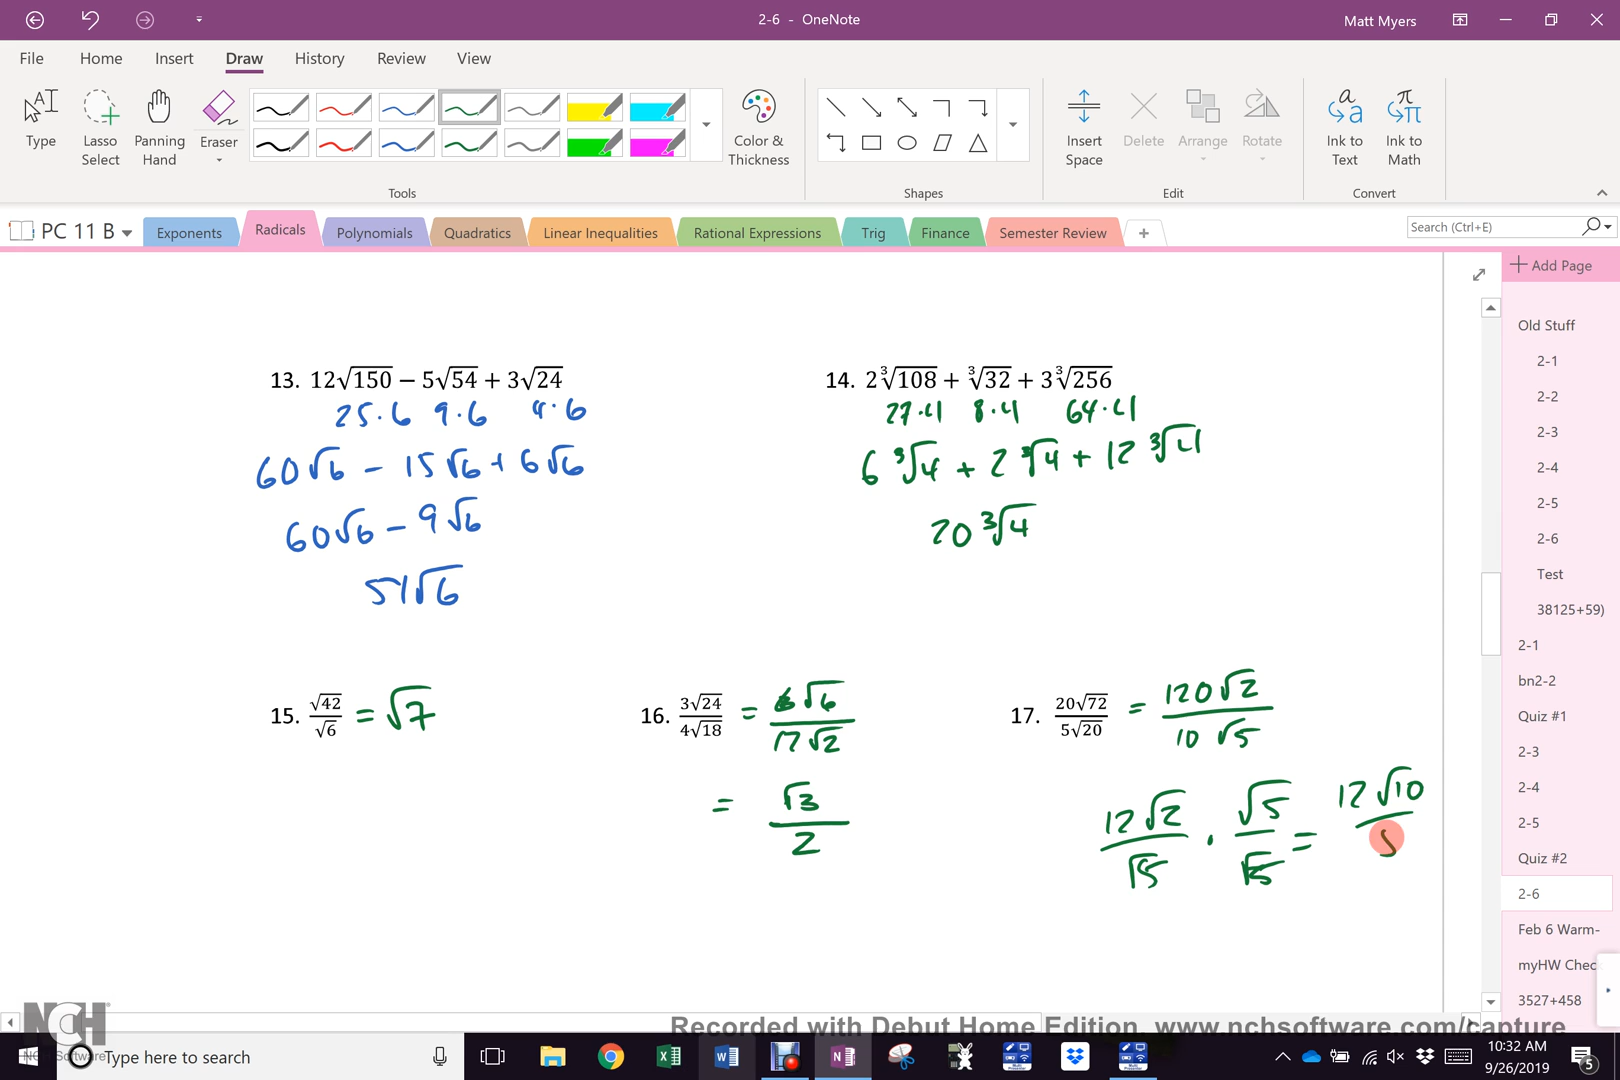 2-6 - OneNote
Matt Myers
File Home Insert Draw History Review View
Type
Lasso Select
Panning Hand
Eraser
Color & Thickness
Insert Space
Delete
Arrange
Rotate
Ink to Text
Ink to Math
Tools
Shapes
Edit
Convert
PC 11 B
Exponents
Radicals
Polynomials
Quadratics
Linear Inequalities
Rational Expressions
Trig
Finance
Semester Review
+
Search (Ctrl+E)
Add Page
Old Stuff
2-1
2-2
2-3
2-4
2-5
2-6
Test
38125+59)
2-1
bn2-2
Quiz #1
2-3
2-4
2-5
Quiz #2
2-6
Feb 6 Warm-
myHW Chec
3527+458
13. 12√150 − 5√54 + 3√24
25·6 9·6 4·6
60√6 − 15√6 + 6√6
60√6 − 9√6
51√6
14. 2∛108 + ∛32 + 3∛256
27·4 8·4 64·4
6∛4 + 2∛4 + 12∛4
20∛4
15. √42/√6 = √7
16. 3√24/4√18 = 6√6/12√2
= √3/2
17. 20√72/5√20 = 120√2/10√5
12√2/√5 · √5/√5 = 12√10/
NCH
NCH Software
Recorded with Debut Home Edition. www.nchsoftware.com/capture
Type here to search
10:32 AM
9/26/2019
5